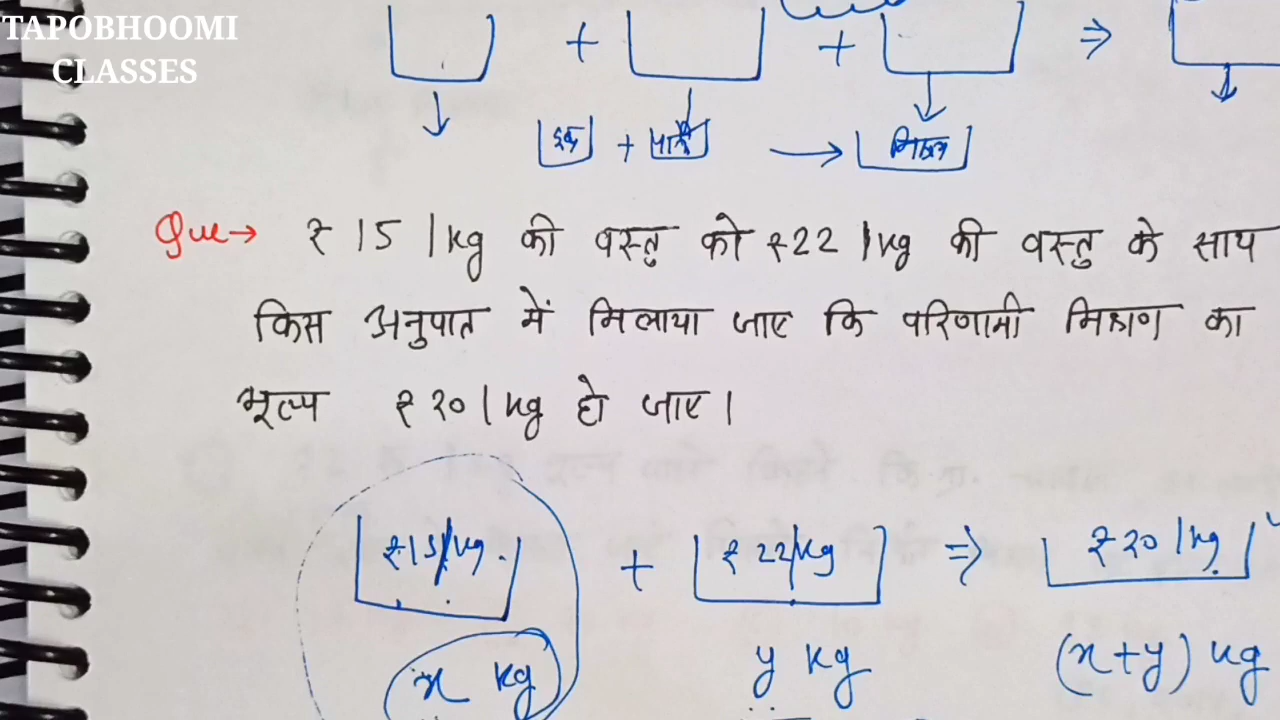 TAPOBHOOMI
CLASSES
+ + ⇒
दूध + पानी → मिश्रण
Que→ ₹ 15 /kg की वस्तु को ₹22 /kg की वस्तु के साथ
किस अनुपात में मिलाया जाए कि परिणामी मिश्रण का
मूल्य ₹ 20 / kg हो जाए।
₹15/kg + ₹ 22/kg ⇒ ₹ 20 / kg
x kg y kg (x+y) kg